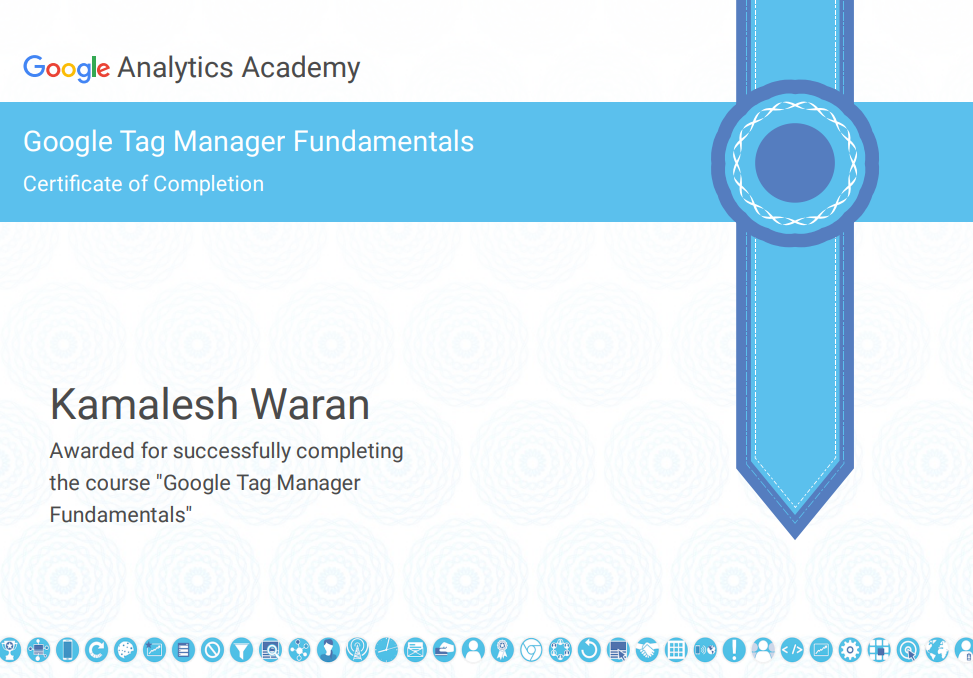 Google Analytics Academy
Google Tag Manager Fundamentals
Certificate of Completion
Kamalesh Waran
Awarded for successfully completing
the course "Google Tag Manager
Fundamentals"